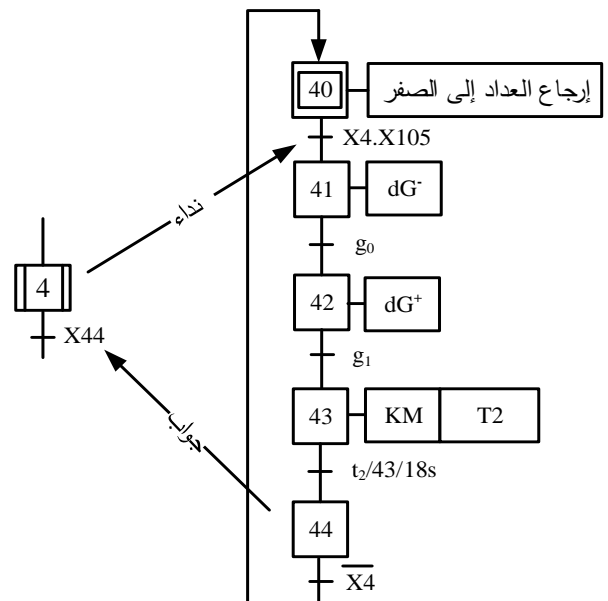 40 إرجاع العداد إلى الصفر
X4.X105
نداء
41 dG⁻
g₀
4
42 dG⁺
X44
g₁
جواب
43 KM T2
t₂/43/18s
44
X̅4̅